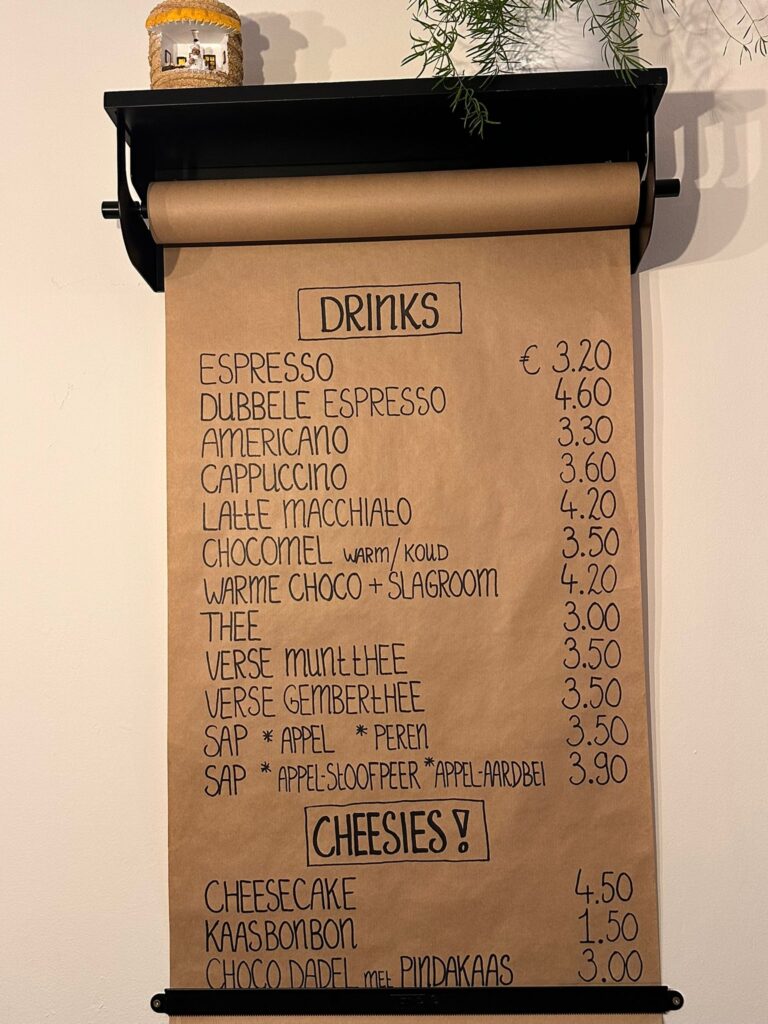 DRINKS
ESPRESSO € 3.20
DUBBELE ESPRESSO 4.60
AMERICANO 3.30
CAPPUCCINO 3.60
LATTE MACCHIATO 4.20
CHOCOMEL WARM/KOUD 3.50
WARME CHOCO + SLAGROOM 4.20
THEE 3.00
VERSE MUNTTHEE 3.50
VERSE GEMBERTHEE 3.50
SAP * APPEL * PEREN 3.50
SAP * APPEL-STOOFPEER * APPEL-AARDBEI 3.90
CHEESIES!
CHEESECAKE 4.50
KAASBONBON 1.50
CHOCO DADEL MET PINDAKAAS 3.00